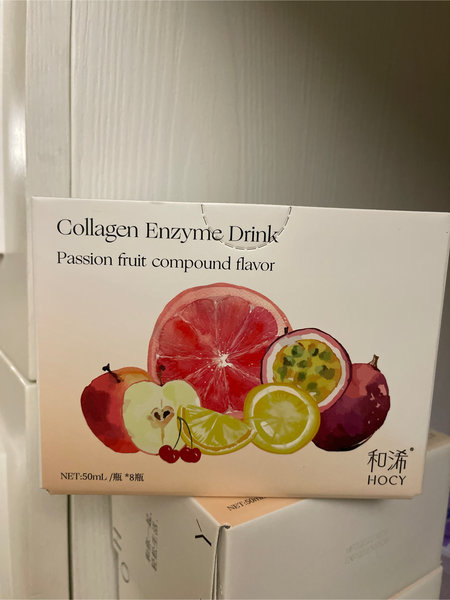 Collagen Enzyme Drink
Passion fruit compound flavor
NET:50mL /瓶 *8瓶
和浠
HOCY